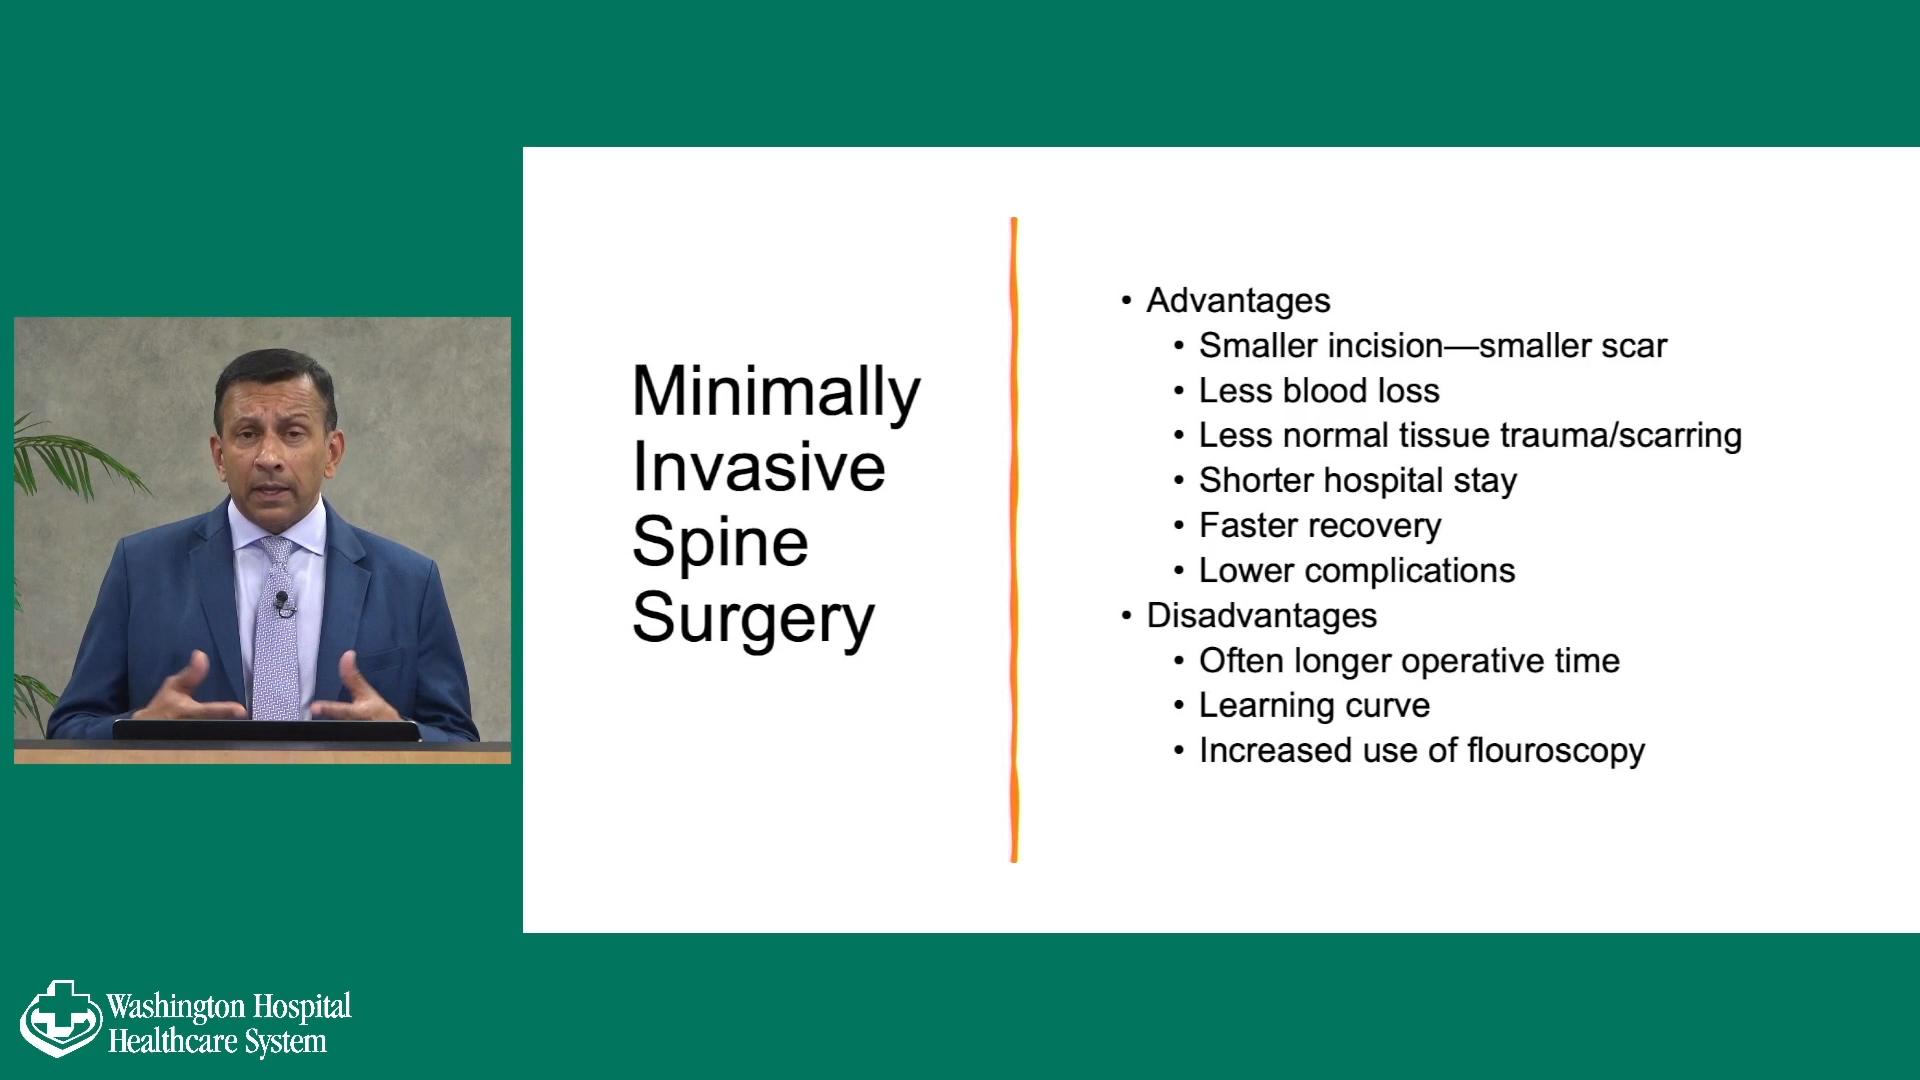 Minimally
Invasive
Spine
Surgery
• Advantages
• Smaller incision—smaller scar
• Less blood loss
• Less normal tissue trauma/scarring
• Shorter hospital stay
• Faster recovery
• Lower complications
• Disadvantages
• Often longer operative time
• Learning curve
• Increased use of flouroscopy
Washington Hospital
Healthcare System